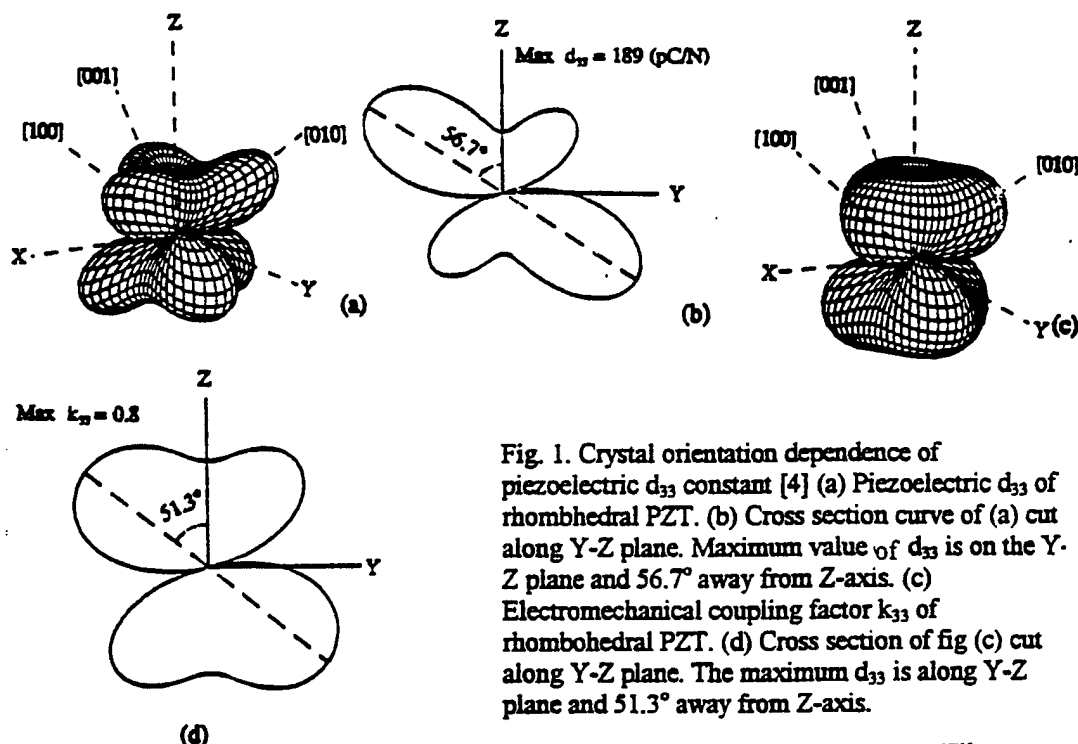 Z
[001]
[100]
[010]
X
Y
(a)
Z
Max d₃₃ = 189 (pC/N)
56.7°
Y
(b)
Z
[001]
[100]
[010]
X
Y
(c)
Z
Max k₃₃ = 0.8
51.3°
Y
(d)
Fig. 1. Crystal orientation dependence of
piezoelectric d₃₃ constant [4] (a) Piezoelectric d₃₃ of
rhombhedral PZT. (b) Cross section curve of (a) cut
along Y-Z plane. Maximum value of d₃₃ is on the Y-
Z plane and 56.7° away from Z-axis. (c)
Electromechanical coupling factor k₃₃ of
rhombohedral PZT. (d) Cross section of fig (c) cut
along Y-Z plane. The maximum d₃₃ is along Y-Z
plane and 51.3° away from Z-axis.